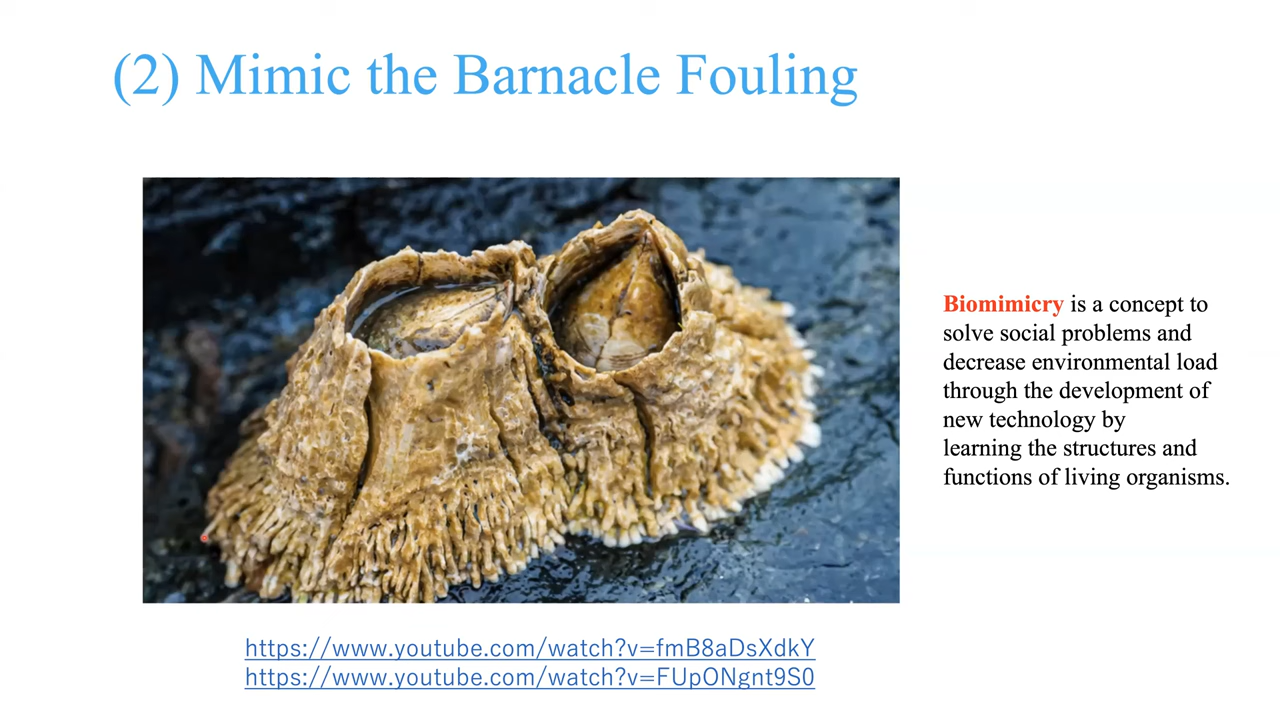 (2) Mimic the Barnacle Fouling
Biomimicry is a concept to
solve social problems and
decrease environmental load
through the development of
new technology by
learning the structures and
functions of living organisms.
https://www.youtube.com/watch?v=fmB8aDsXdkY
https://www.youtube.com/watch?v=FUpONgnt9S0